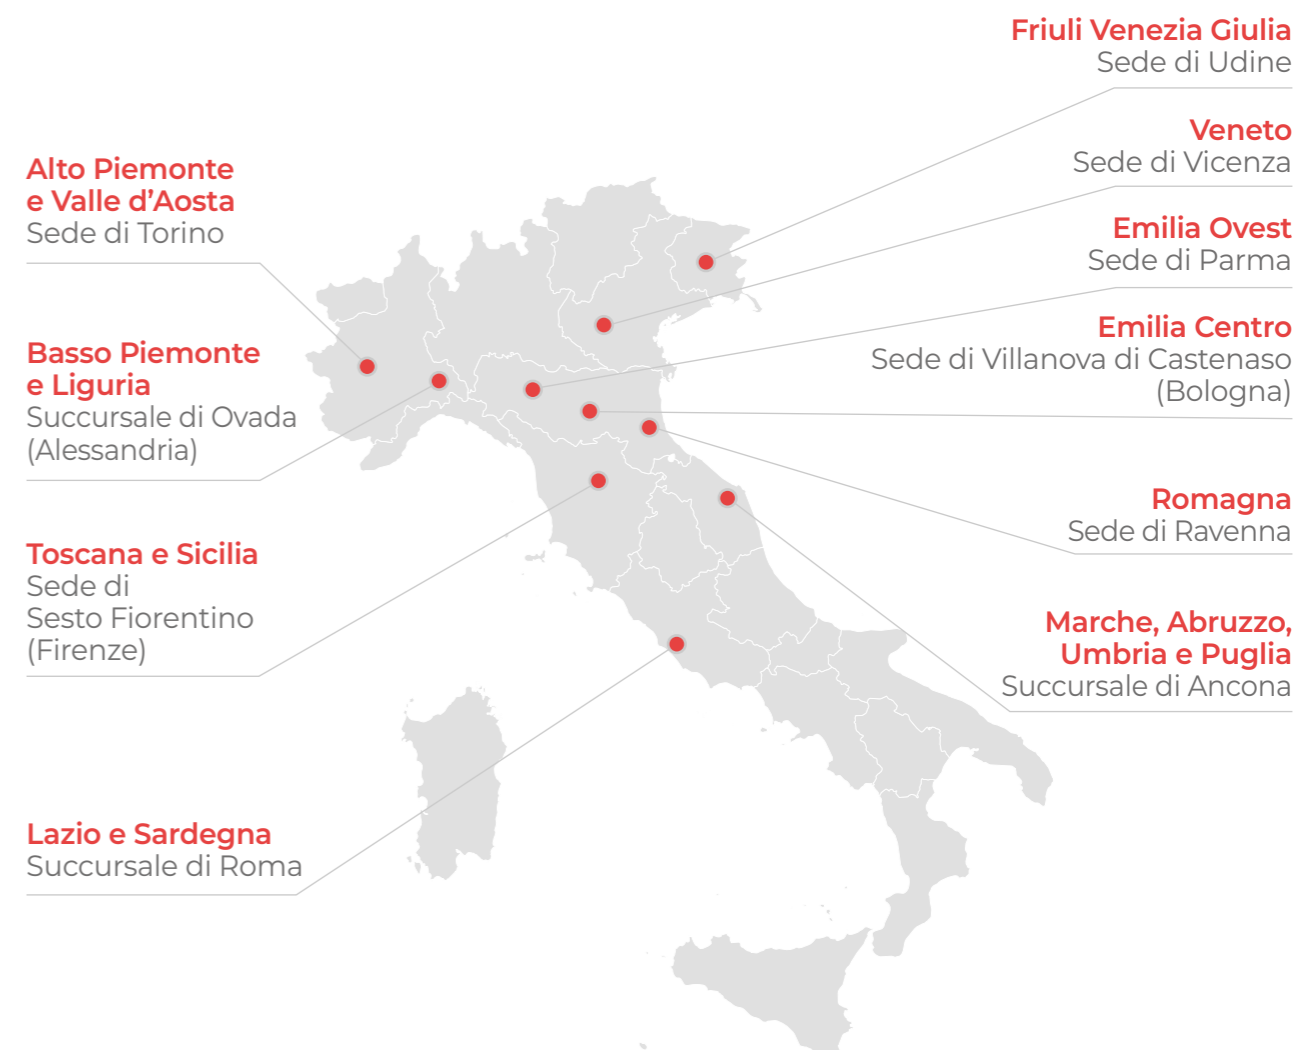 Alto Piemonte
e Valle d’Aosta
Sede di Torino
Basso Piemonte
e Liguria
Succursale di Ovada
(Alessandria)
Toscana e Sicilia
Sede di
Sesto Fiorentino
(Firenze)
Lazio e Sardegna
Succursale di Roma
Friuli Venezia Giulia
Sede di Udine
Veneto
Sede di Vicenza
Emilia Ovest
Sede di Parma
Emilia Centro
Sede di Villanova di Castenaso
(Bologna)
Romagna
Sede di Ravenna
Marche, Abruzzo,
Umbria e Puglia
Succursale di Ancona